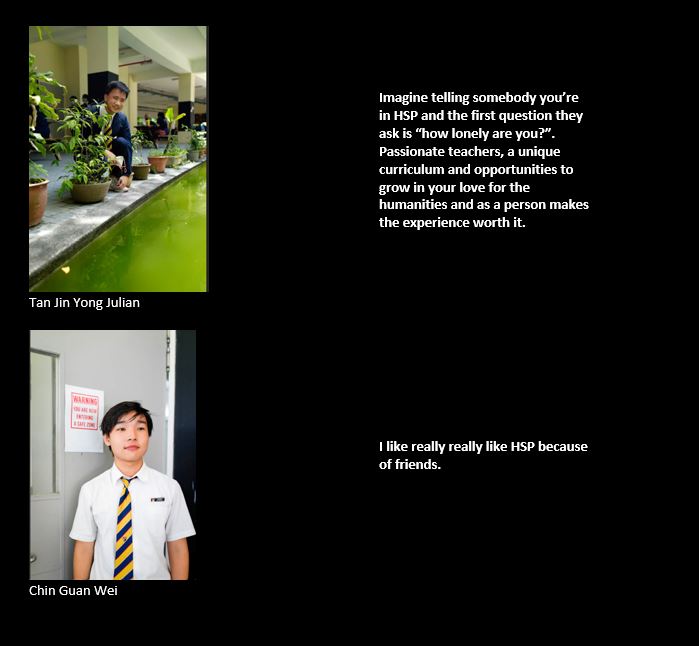 Imagine telling somebody you’re
in HSP and the first question they
ask is “how lonely are you?”.
Passionate teachers, a unique
curriculum and opportunities to
grow in your love for the
humanities and as a person makes
the experience worth it.
Tan Jin Yong Julian
WARNING
YOU ARE NOW
ENTERING
A SAFE ZONE
I like really really like HSP because
of friends.
Chin Guan Wei